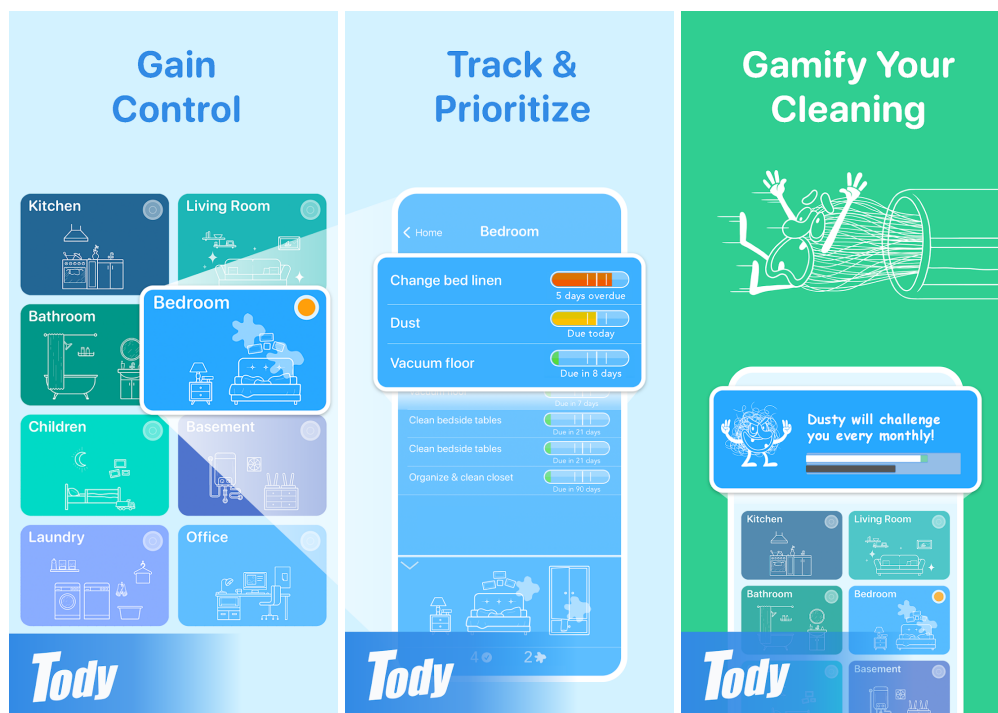 Gain
Control
Kitchen
Living Room
Bathroom
Bedroom
Children
Basement
Laundry
Office
Tody
Track &
Prioritize
Home
Bedroom
Change bed linen
5 days overdue
Dust
Due today
Vacuum floor
Due in 8 days
Due in 7 days
Clean bedside tables
Due in 21 days
Clean bedside tables
Due in 21 days
Organize & clean closet
Due in 90 days
4
2
Tody
Gamify Your
Cleaning
Dusty will challenge
you every monthly!
Kitchen
Living Room
Bathroom
Bedroom
Basement
Tody